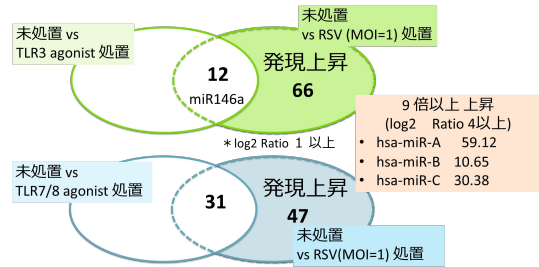 未処置 vs
TLR3 agonist 処置
未処置
vs RSV (MOI=1) 処置
12
miR146a
発現上昇
66
＊log2 Ratio 1 以上
9 倍以上 上昇
(log2 Ratio 4以上)
• hsa-miR-A 59.12
• hsa-miR-B 10.65
• hsa-miR-C 30.38
未処置 vs
TLR7/8 agonist 処置
31
発現上昇
47
未処置
vs RSV(MOI=1) 処置